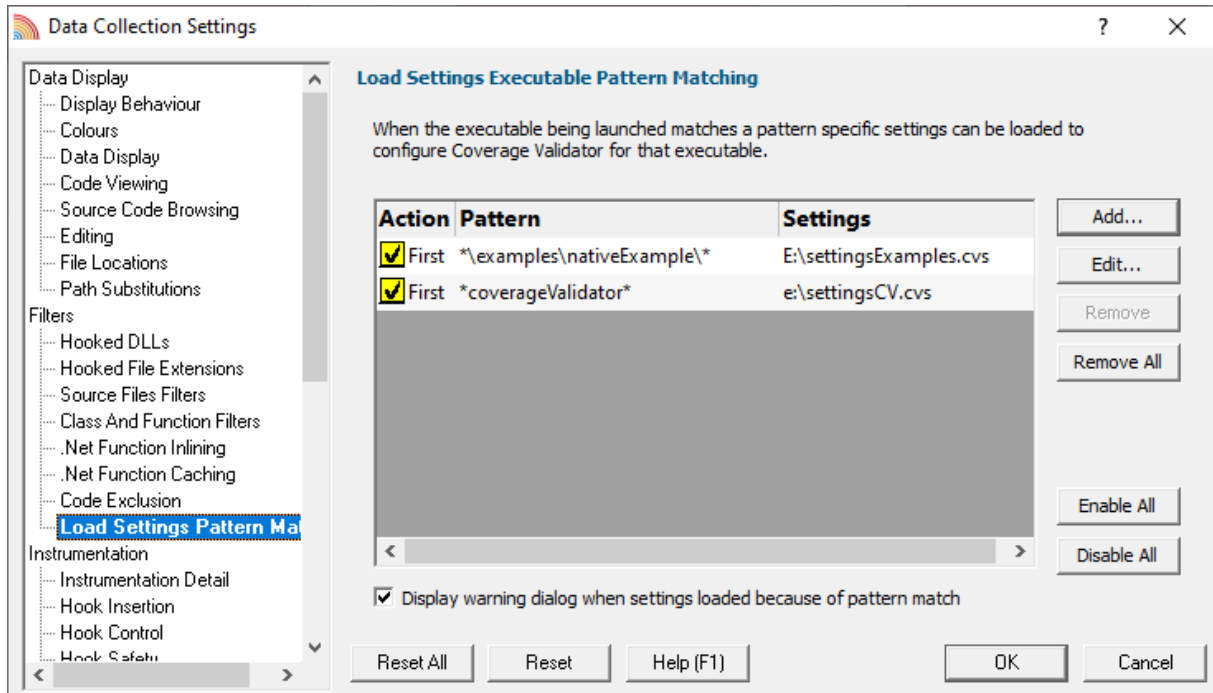 Data Collection Settings
?
Data Display
Display Behaviour
Colours
Data Display
Code Viewing
Source Code Browsing
Editing
File Locations
Path Substitutions
Filters
Hooked DLLs
Hooked File Extensions
Source Files Filters
Class And Function Filters
.Net Function Inlining
.Net Function Caching
Code Exclusion
Load Settings Pattern Mat
Instrumentation
Instrumentation Detail
Hook Insertion
Hook Control
Hook Safety
Load Settings Executable Pattern Matching
When the executable being launched matches a pattern specific settings can be loaded to
configure Coverage Validator for that executable.
Action Pattern Settings
First *\examples\nativeExample\* E:\settingsExamples.cvs
First *coverageValidator* e:\settingsCV.cvs
Add...
Edit...
Remove
Remove All
Enable All
Disable All
Display warning dialog when settings loaded because of pattern match
Reset All Reset Help (F1) OK Cancel